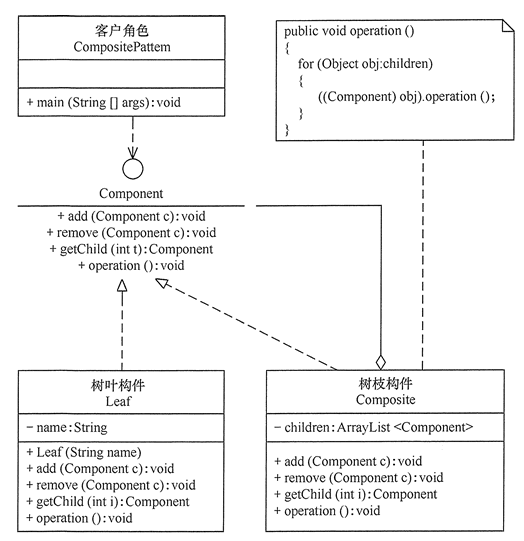 客户角色
CompositePattem
+ main (String [] args): void
public void operation ()
{
for (Object obj:children)
{
((Component) obj).operation ();
}
}
Component
+ add (Component c): void
+ remove (Component c): void
+ getChild (int t): Component
+ operation (): void
树叶构件
Leaf
− name: String
+ Leaf (String name)
+ add (Component c): void
+ remove (Component c): void
+ getChild (int i): Component
+ operation (): void
树枝构件
Composite
− children: ArrayList <Component>
+ add (Component c): void
+ remove (Component c): void
+ getChild (int i): Component
+ operation (): void